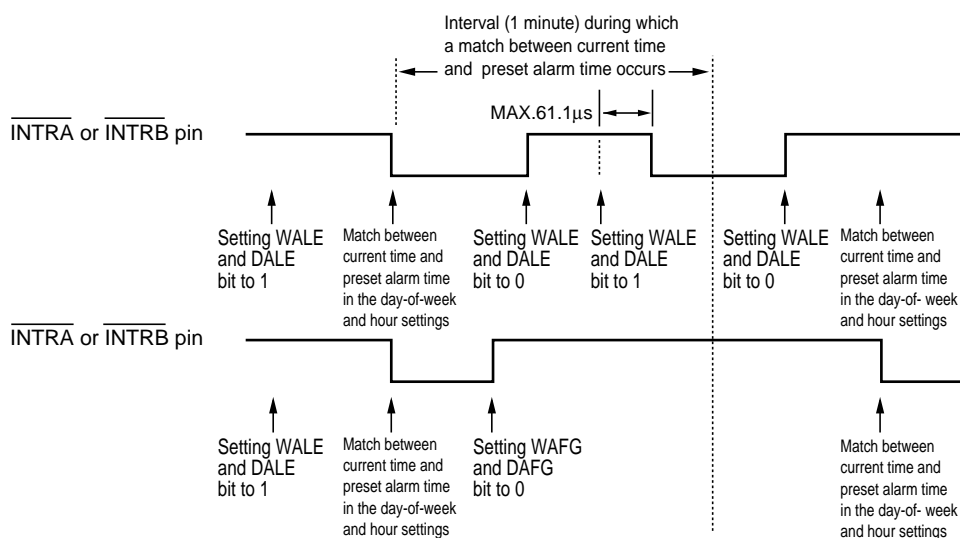 Interval (1 minute) during which
a match between current time
and preset alarm time occurs
MAX.61.1µs
INTRA or INTRB pin
Setting WALE
and DALE
bit to 1
Match between
current time and
preset alarm time
in the day-of-week
and hour settings
Setting WALE
and DALE
bit to 0
Setting WALE
and DALE
bit to 1
Setting WALE
and DALE
bit to 0
Match between
current time and
preset alarm time
in the day-of- week
and hour settings
INTRA or INTRB pin
Setting WALE
and DALE
bit to 1
Match between
current time and
preset alarm time
in the day-of-week
and hour settings
Setting WAFG
and DAFG
bit to 0
Match between
current time and
preset alarm time
in the day-of- week
and hour settings